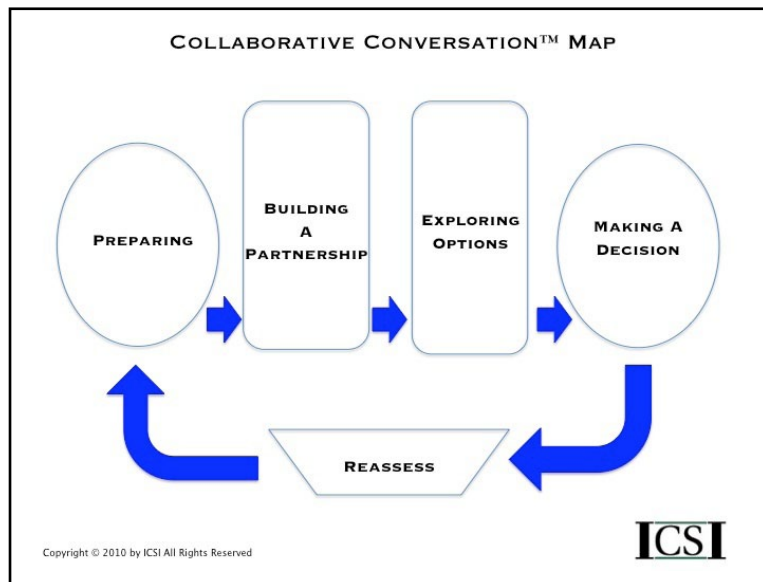 COLLABORATIVE CONVERSATION™ MAP
PREPARING
BUILDING
A
PARTNERSHIP
EXPLORING
OPTIONS
MAKING A
DECISION
REASSESS
Copyright © 2010 by ICSI All Rights Reserved
ICSI